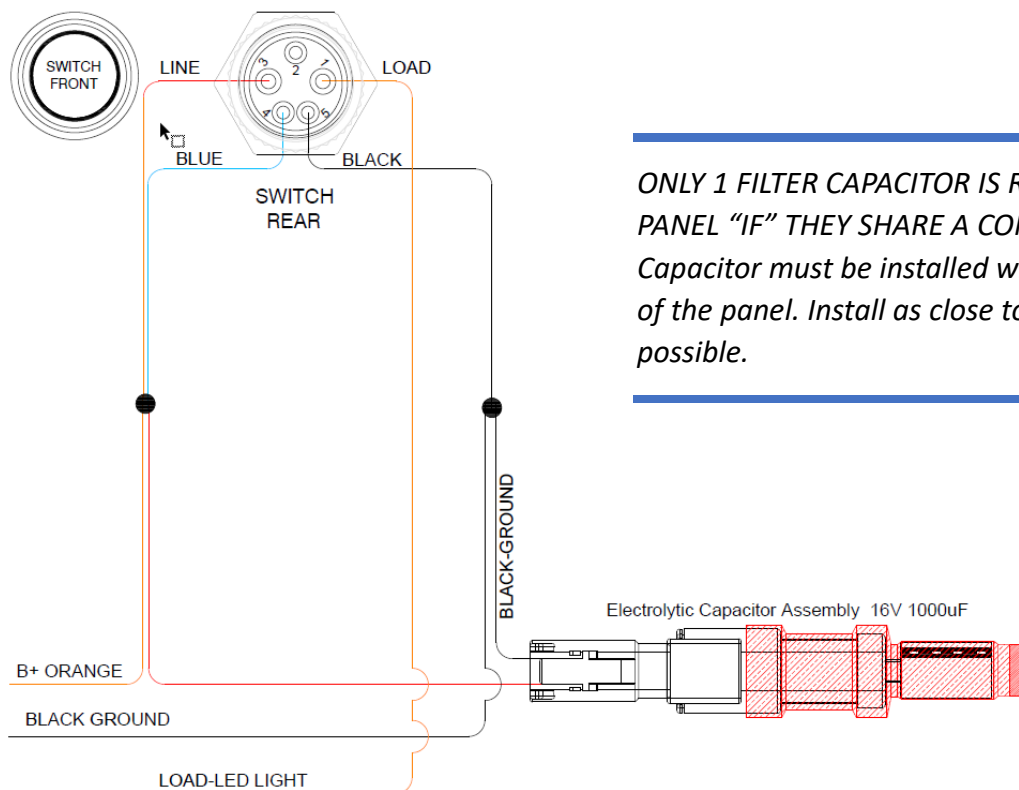 SWITCH
FRONT
LINE
3
2
1
LOAD
4
5
BLUE
BLACK
SWITCH
REAR
ONLY 1 FILTER CAPACITOR IS
PANEL “IF” THEY SHARE A
Capacitor must be installed
of the panel. Install as close
possible.
BLACK-GROUND
Electrolytic Capacitor Assembly 16V 1000uF
B+ ORANGE
BLACK GROUND
LOAD-LED LIGHT